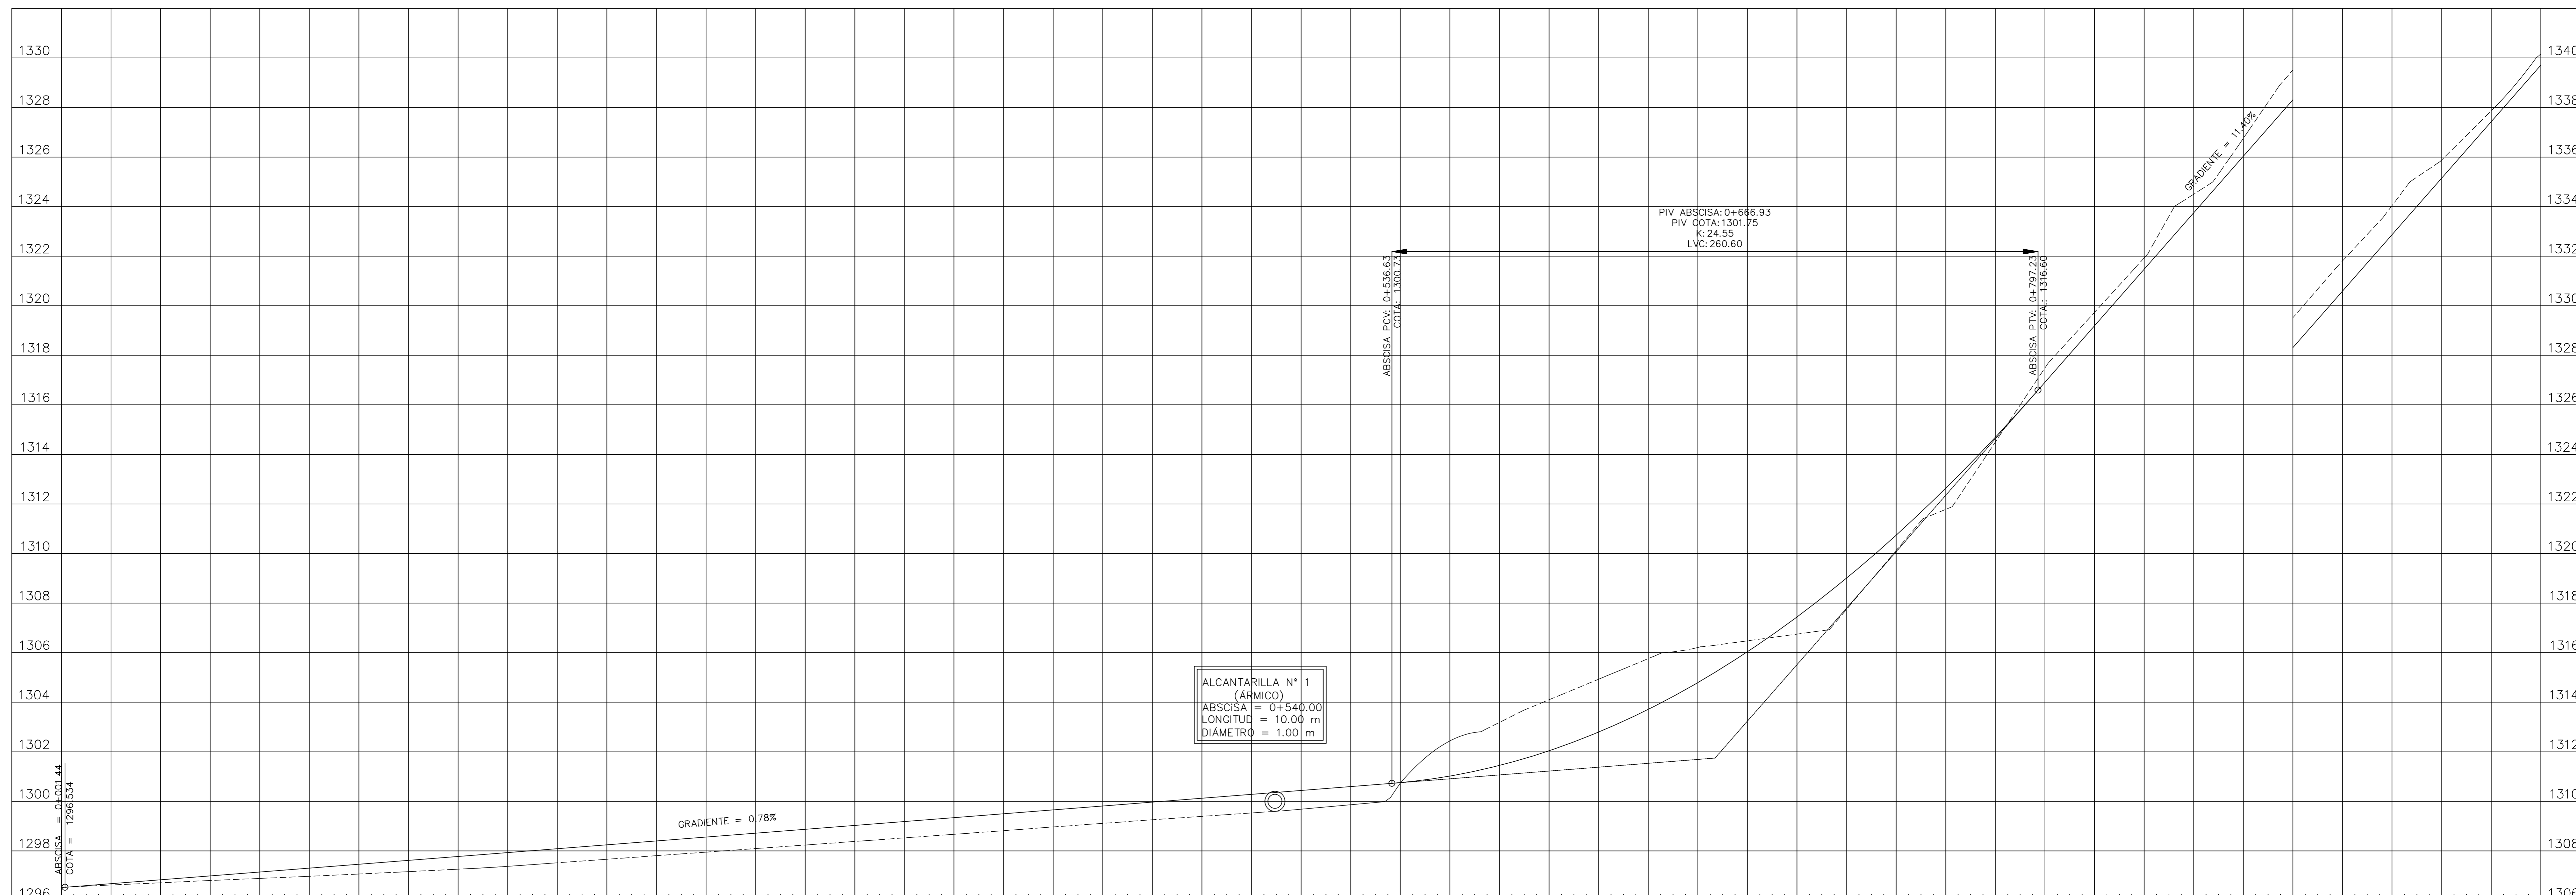 1330
1328
1326
1324
1322
1320
1318
1316
1314
1312
1310
1308
1306
1304
1302
1300
1298
1296
ABSCISA = 0+001.44
COTA = 1296.534
GRADIENTE = 0.78%
ALCANTARILLA Nº 1
(ÁRMICO)
ABSCISA = 0+540.00
LONGITUD = 10.00 m
DIÁMETRO = 1.00 m
PIV ABSCISA: 0+666.93
PIV COTA: 1301.75
K: 24.55
LVC: 260.60
ABSCISA PCV: 0+536.63
COTA: 1300.73
ABSCISA PTV: 0+797.23
COTA.: 1316.60
GRADIENTE = 11.40%
1340
1338
1336
1334
1332
1330
1328
1326
1324
1322
1320
1318
1316
1314
1312
1310
1308
1306